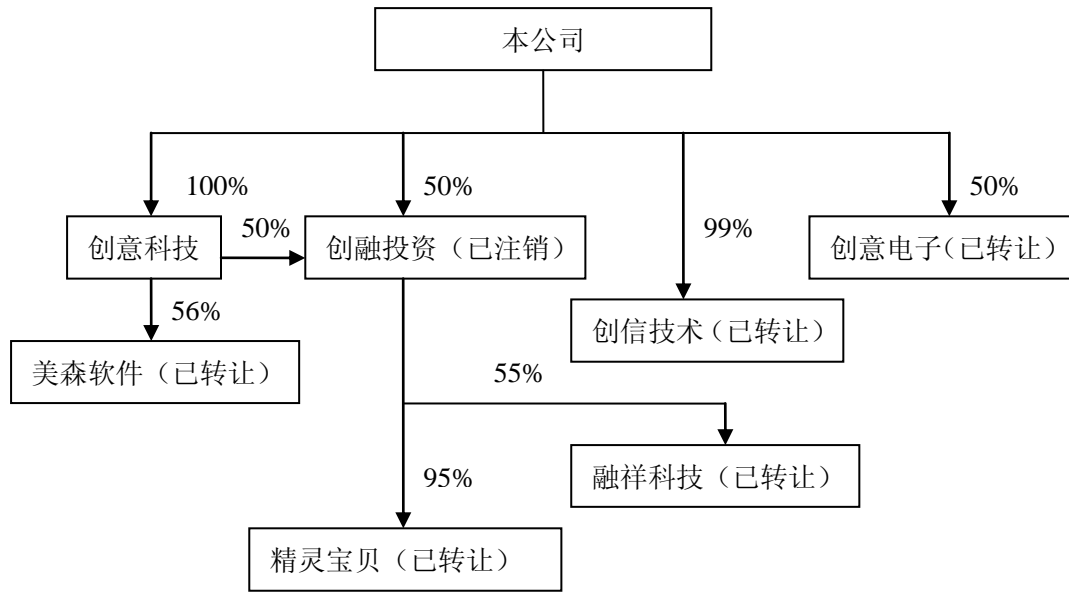 本公司
100%
50%
99%
50%
创意科技
50%
创融投资（已注销）
创意电子（已转让）
56%
创信技术（已转让）
美森软件（已转让）
55%
95%
融祥科技（已转让）
精灵宝贝（已转让）